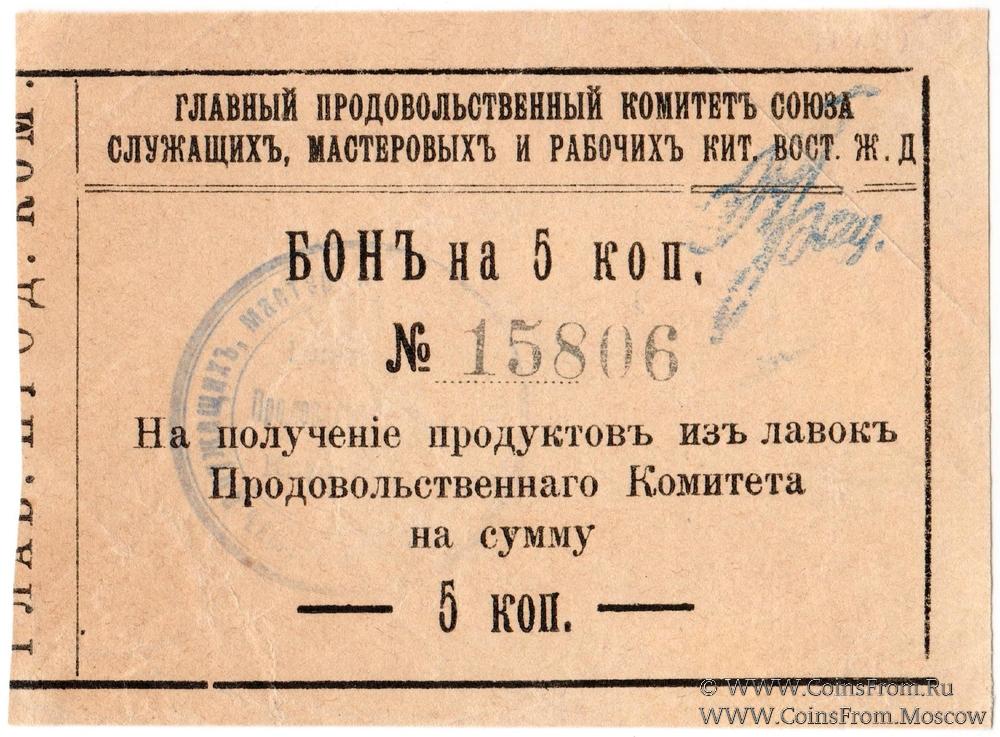 ГЛАВНЫЙ ПРОДОВОЛЬСТВЕННЫЙ КОМИТЕТЪ СОЮЗА
СЛУЖАЩИХЪ, МАСТЕРОВЫХЪ И РАБОЧИХЪ КИТ. ВОСТ. Ж. Д
БОНЪ на 5 коп.
№ 15806
На полученіе продуктовъ изъ лавокъ
Продовольственнаго Комитета
на сумму
5 коп.
ГЛАВ. ПРОД. КОМ.
© WWW.CoinsFrom.Ru
WWW.CoinsFrom.Moscow